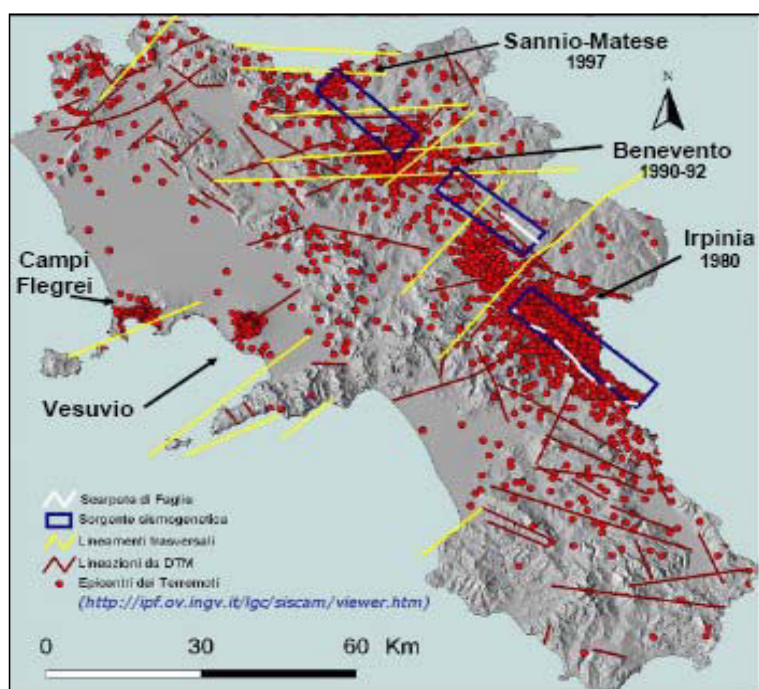 Sannio-Matese
1997
N
Benevento
1990-92
Irpinia
1980
Campi
Flegrei
Vesuvio
Scarpata di Faglia
Sorgente sismogenetica
Lineamenti trasversali
Lineazioni da DTM
Epicentri dei Terremoti
(http://ipf.ov.ingv.it/lgc/siscam/viewer.htm)
0 30 60 Km